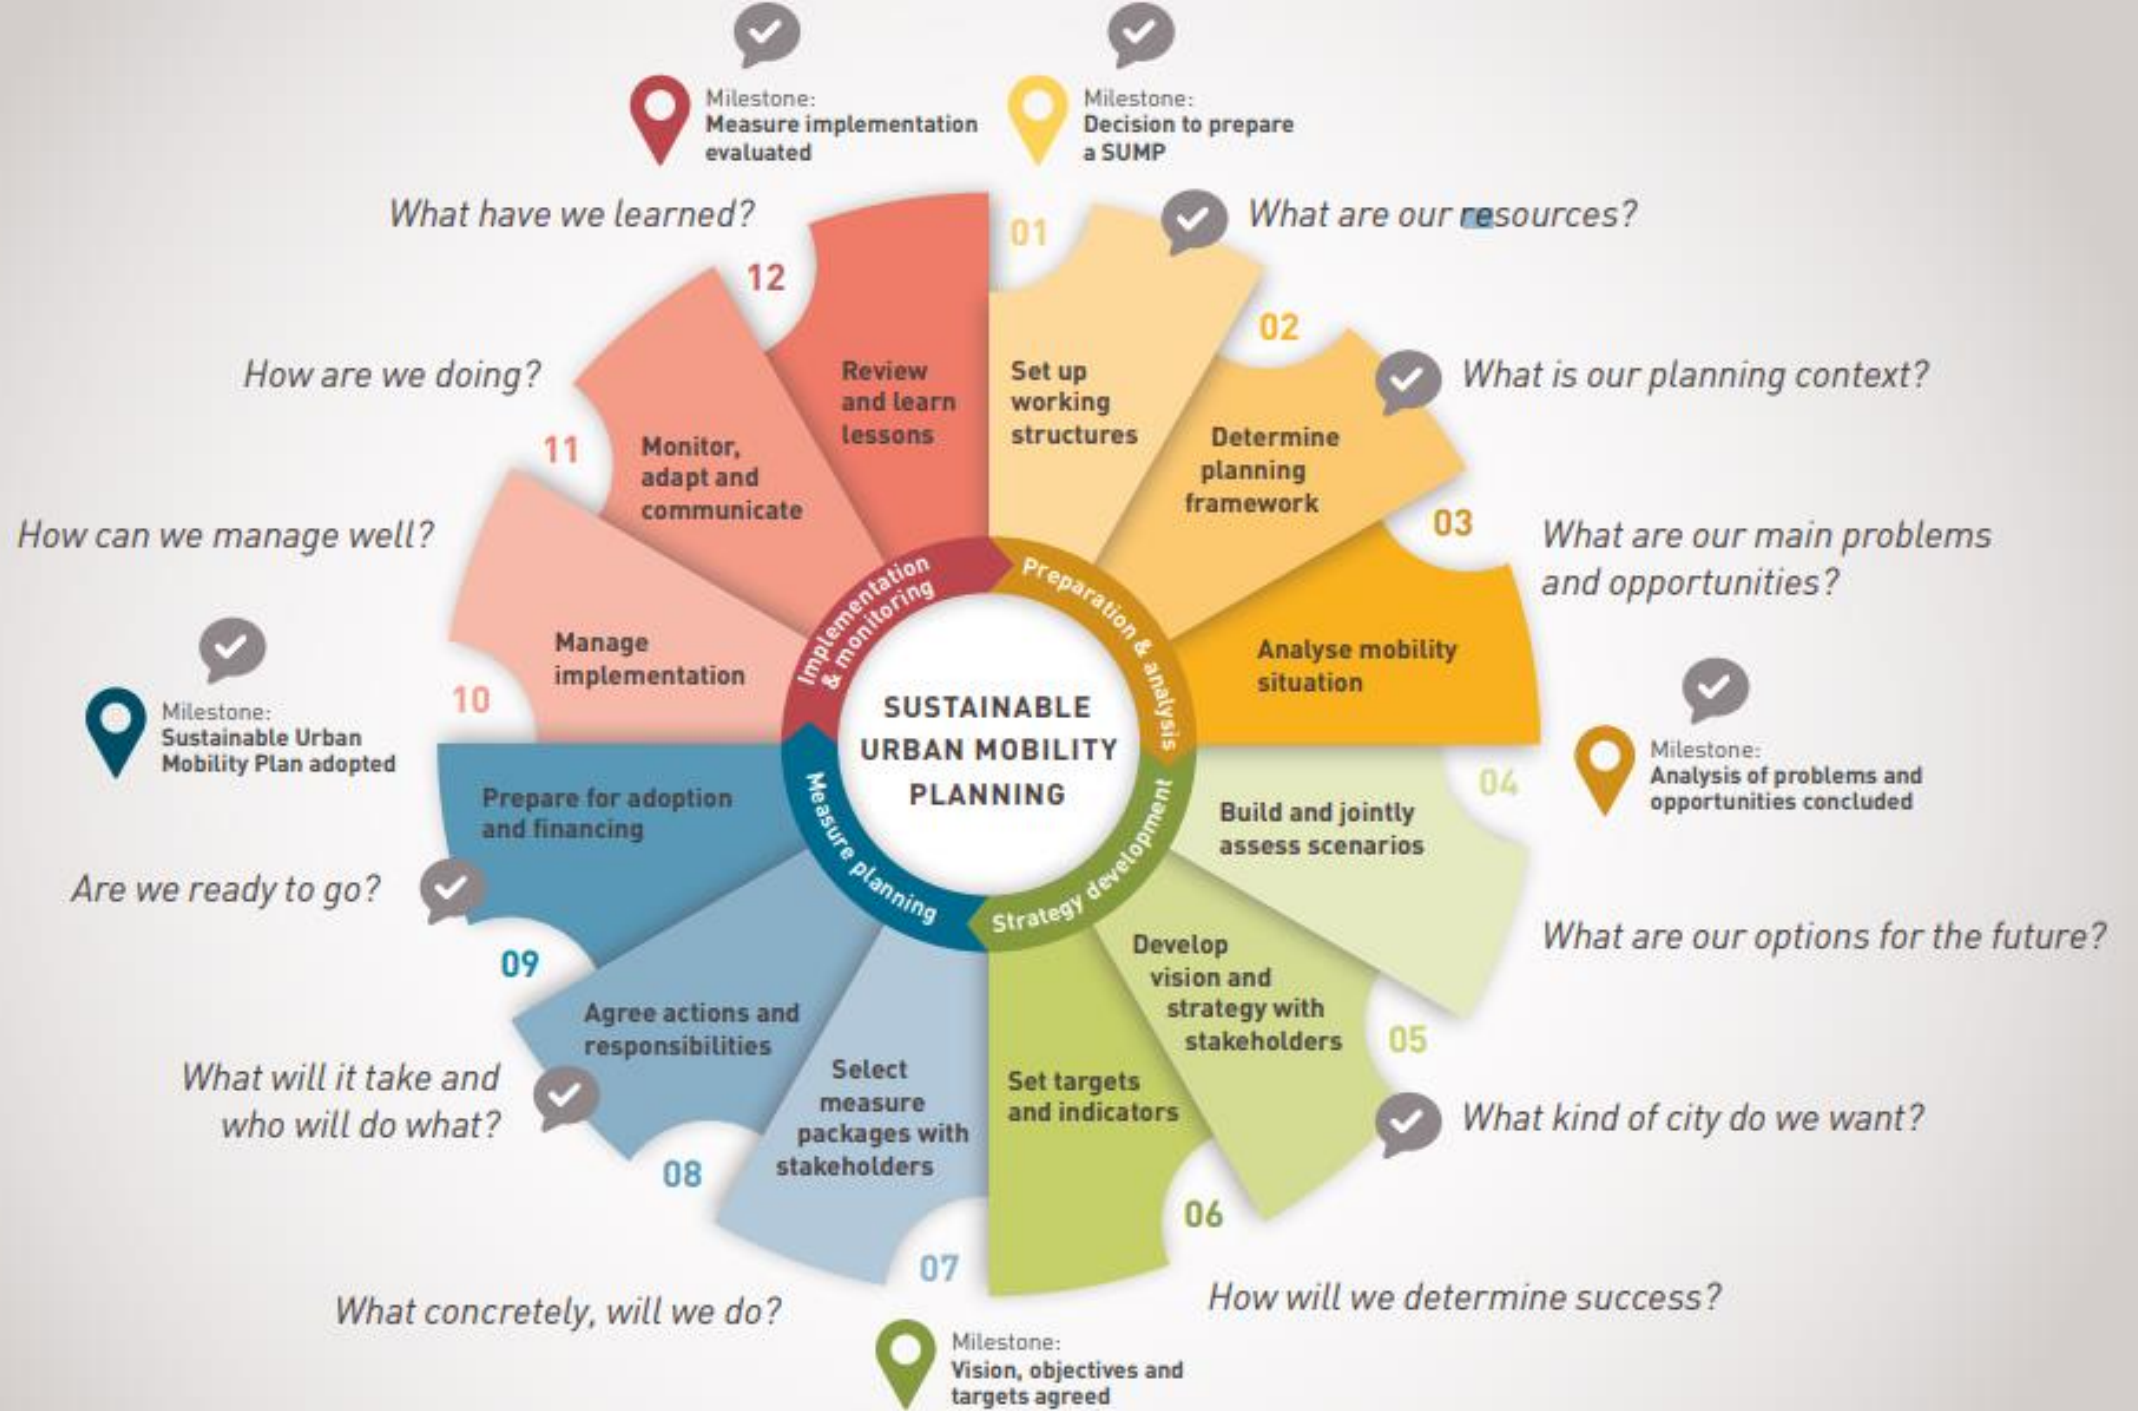 Milestone:
Measure implementation
evaluated
Milestone:
Decision to prepare
a SUMP
What have we learned?
12
01
What are our resources?
Review
and learn
lessons
Set up
working
structures
02
What is our planning context?
Determine
planning
framework
03
What are our main problems
and opportunities?
Analyse mobility
situation
Milestone:
Analysis of problems and
opportunities concluded
04
Build and jointly
assess scenarios
What are our options for the future?
05
Develop
vision and
strategy with
stakeholders
What kind of city do we want?
06
Set targets
and indicators
How will we determine success?
Milestone:
Vision, objectives and
targets agreed
07
Select
measure
packages with
stakeholders
What concretely, will we do?
08
Agree actions and
responsibilities
What will it take and
who will do what?
09
Prepare for adoption
and financing
Are we ready to go?
Milestone:
Sustainable Urban
Mobility Plan adopted
10
Manage
implementation
How can we manage well?
11
Monitor,
adapt and
communicate
How are we doing?
Preparation & analysis
Strategy development
Measure planning
Implementation
& monitoring
SUSTAINABLE
URBAN MOBILITY
PLANNING